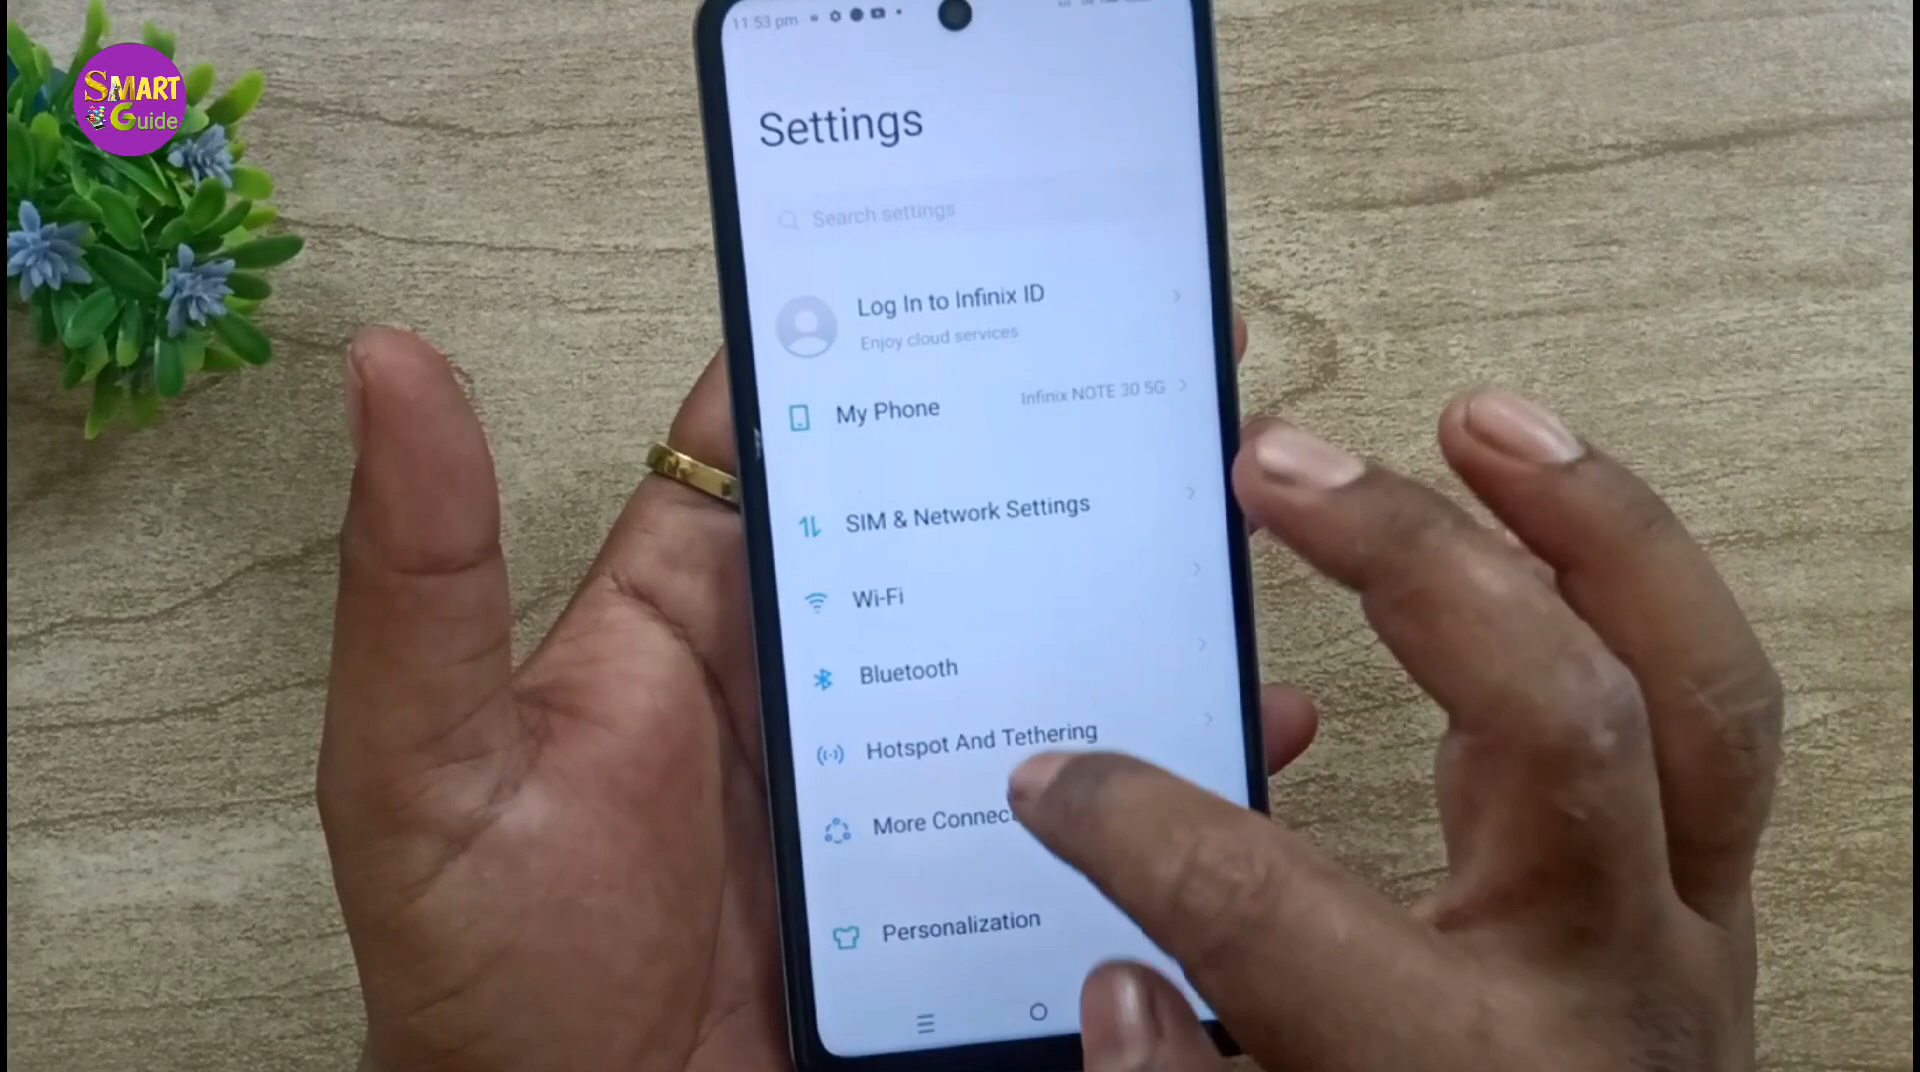 SMART
Guide
11:53 pm
Settings
Search settings
Log In to Infinix ID
Enjoy cloud services
My Phone
Infinix NOTE 30 5G
SIM & Network Settings
Wi-Fi
Bluetooth
Hotspot And Tethering
More Connec
Personalization